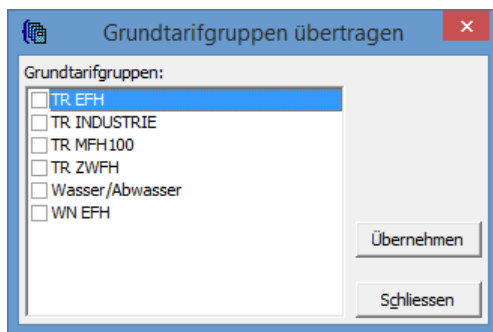 Grundtarifgruppen übertragen
Grundtarifgruppen:
TR EFH
TR INDUSTRIE
TR MFH100
TR ZWFH
Wasser/Abwasser
WN EFH
Übernehmen
Schliessen